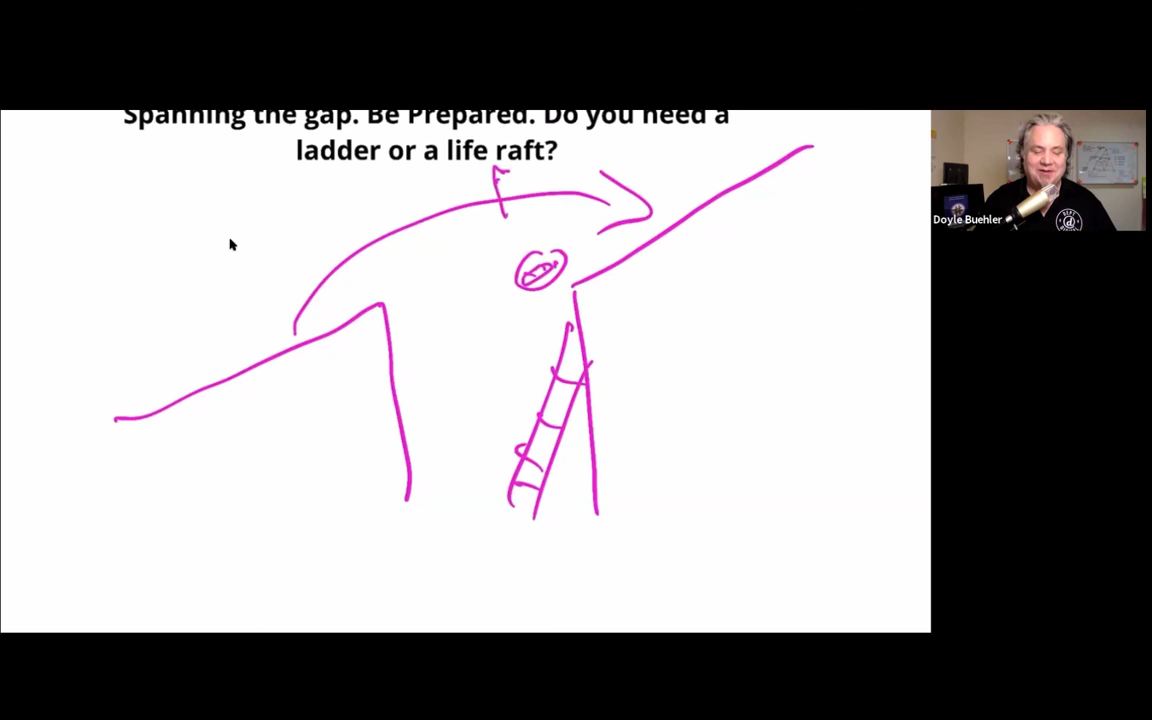 Spanning the gap. Be Prepared. Do you need a
ladder or a life raft?
Doyle Buehler